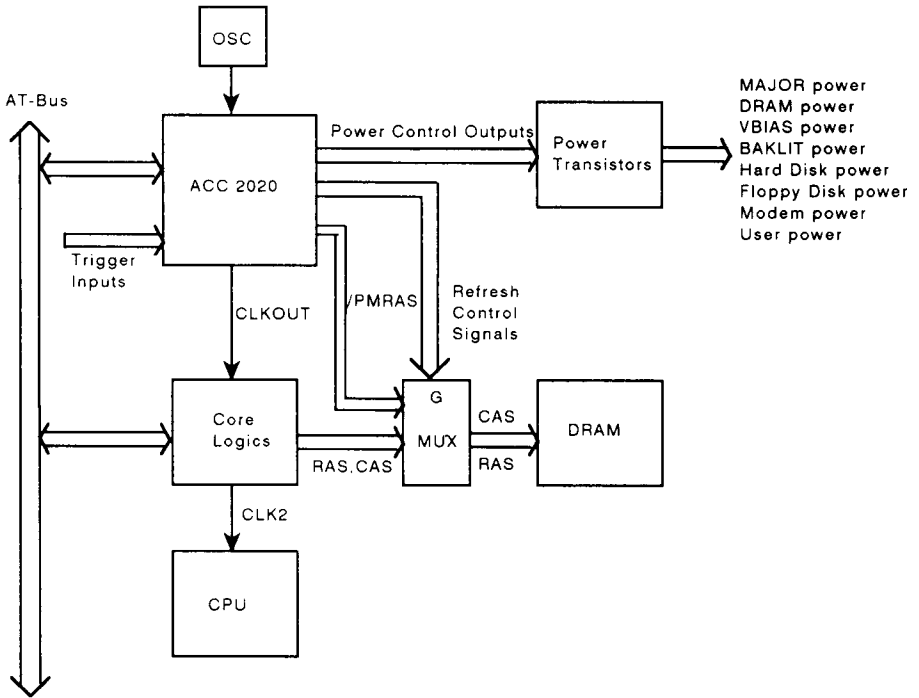 OSC
AT-Bus
ACC 2020
Power Control Outputs
Power
Transistors
MAJOR power
DRAM power
VBIAS power
BAKLIT power
Hard Disk power
Floppy Disk power
Modem power
User power
Trigger
Inputs
CLKOUT
/PMRAS
Refresh
Control
Signals
Core
Logics
RAS,CAS
G
MUX
CAS
RAS
DRAM
CLK2
CPU